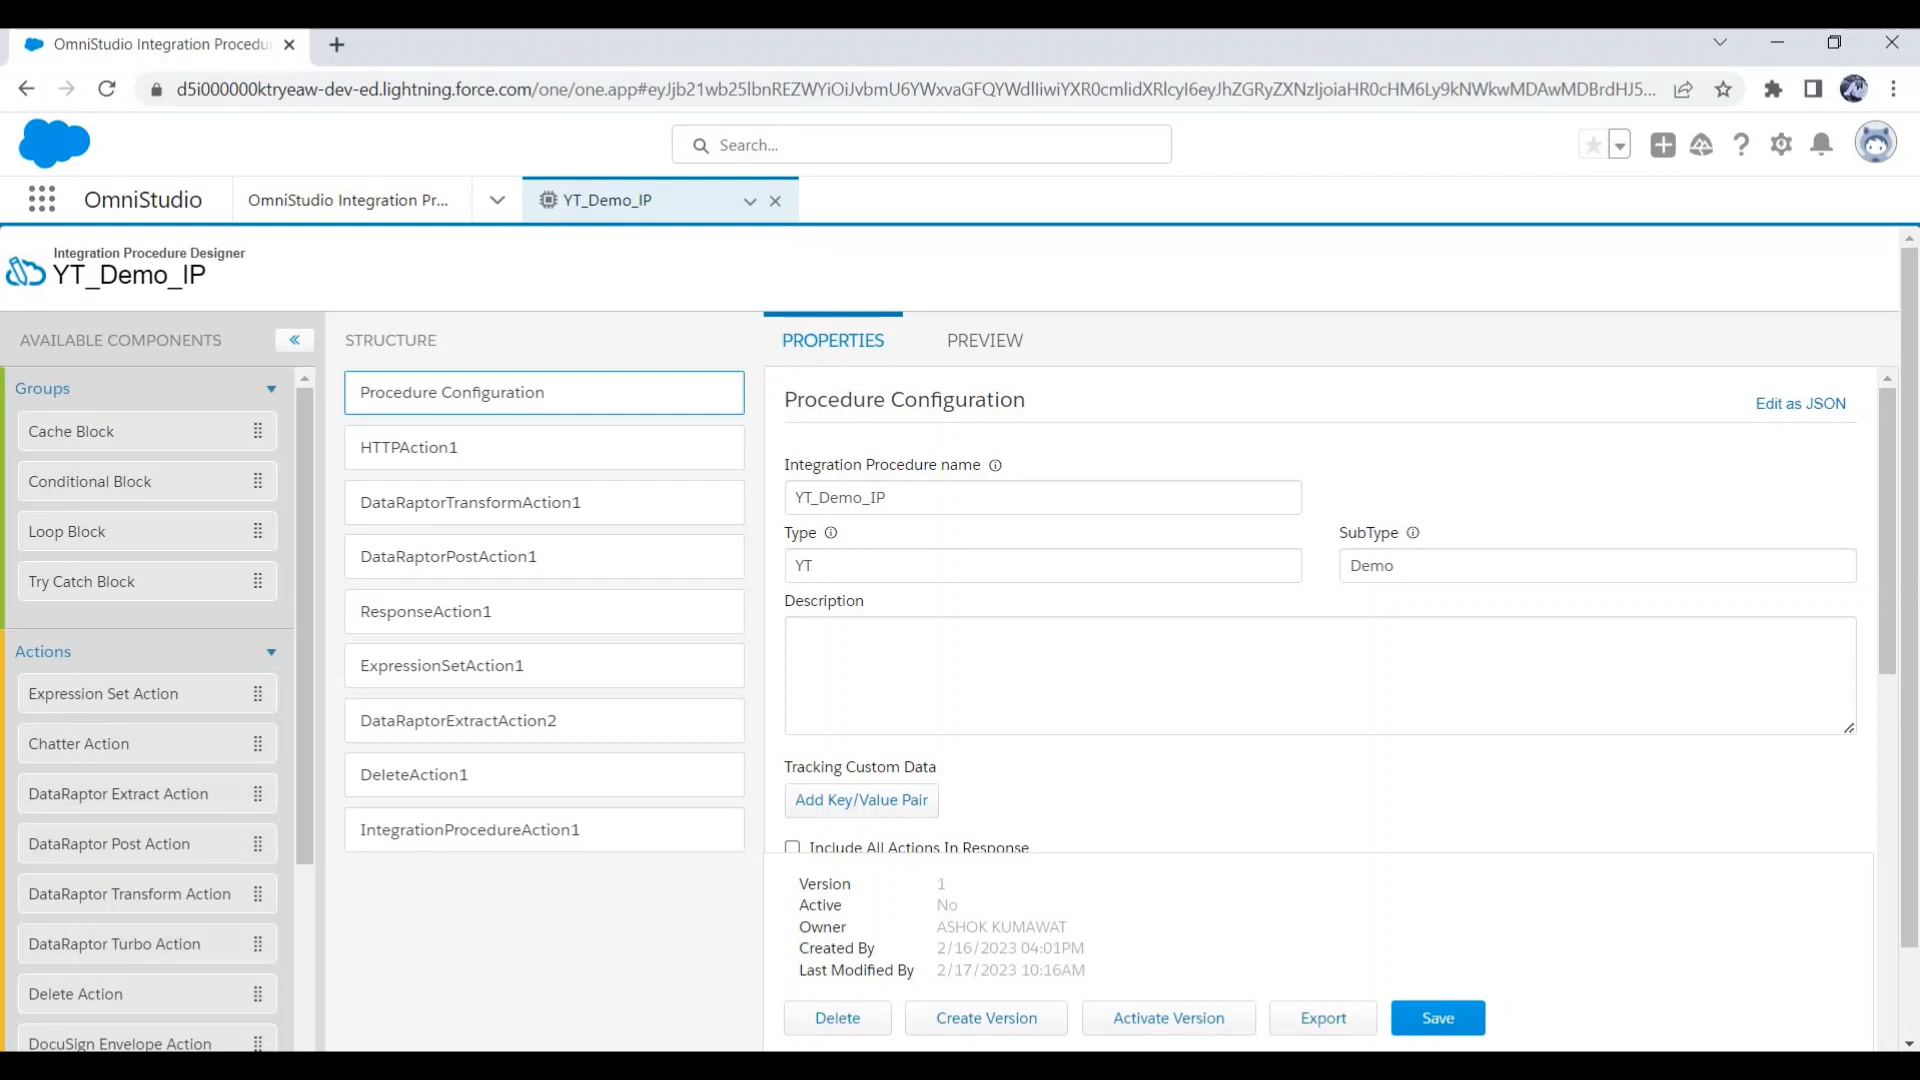 OmniStudio Integration Procedu
d5i000000ktryeaw-dev-ed.lightning.force.com/one/one.app#eyJjb21wb25lbnREZWYiOiJvbmU6YWxvaGFQYWdlIiwiYXR0cmlidXRlcyI6eyJhZGRyZXNzIjoiaHR0cHM6Ly9kNWkwMDAwMDBrdHJ5...
Search...
OmniStudio
OmniStudio Integration Pr...
YT_Demo_IP
Integration Procedure Designer
YT_Demo_IP
AVAILABLE COMPONENTS
Groups
Cache Block
Conditional Block
Loop Block
Try Catch Block
Actions
Expression Set Action
Chatter Action
DataRaptor Extract Action
DataRaptor Post Action
DataRaptor Transform Action
DataRaptor Turbo Action
Delete Action
DocuSign Envelope Action
STRUCTURE
Procedure Configuration
HTTPAction1
DataRaptorTransformAction1
DataRaptorPostAction1
ResponseAction1
ExpressionSetAction1
DataRaptorExtractAction2
DeleteAction1
IntegrationProcedureAction1
PROPERTIES
PREVIEW
Procedure Configuration
Edit as JSON
Integration Procedure name
YT_Demo_IP
Type
YT
SubType
Demo
Description
Tracking Custom Data
Add Key/Value Pair
Include All Actions In Response
Version 1
Active No
Owner ASHOK KUMAWAT
Created By 2/16/2023 04:01PM
Last Modified By 2/17/2023 10:16AM
Delete
Create Version
Activate Version
Export
Save